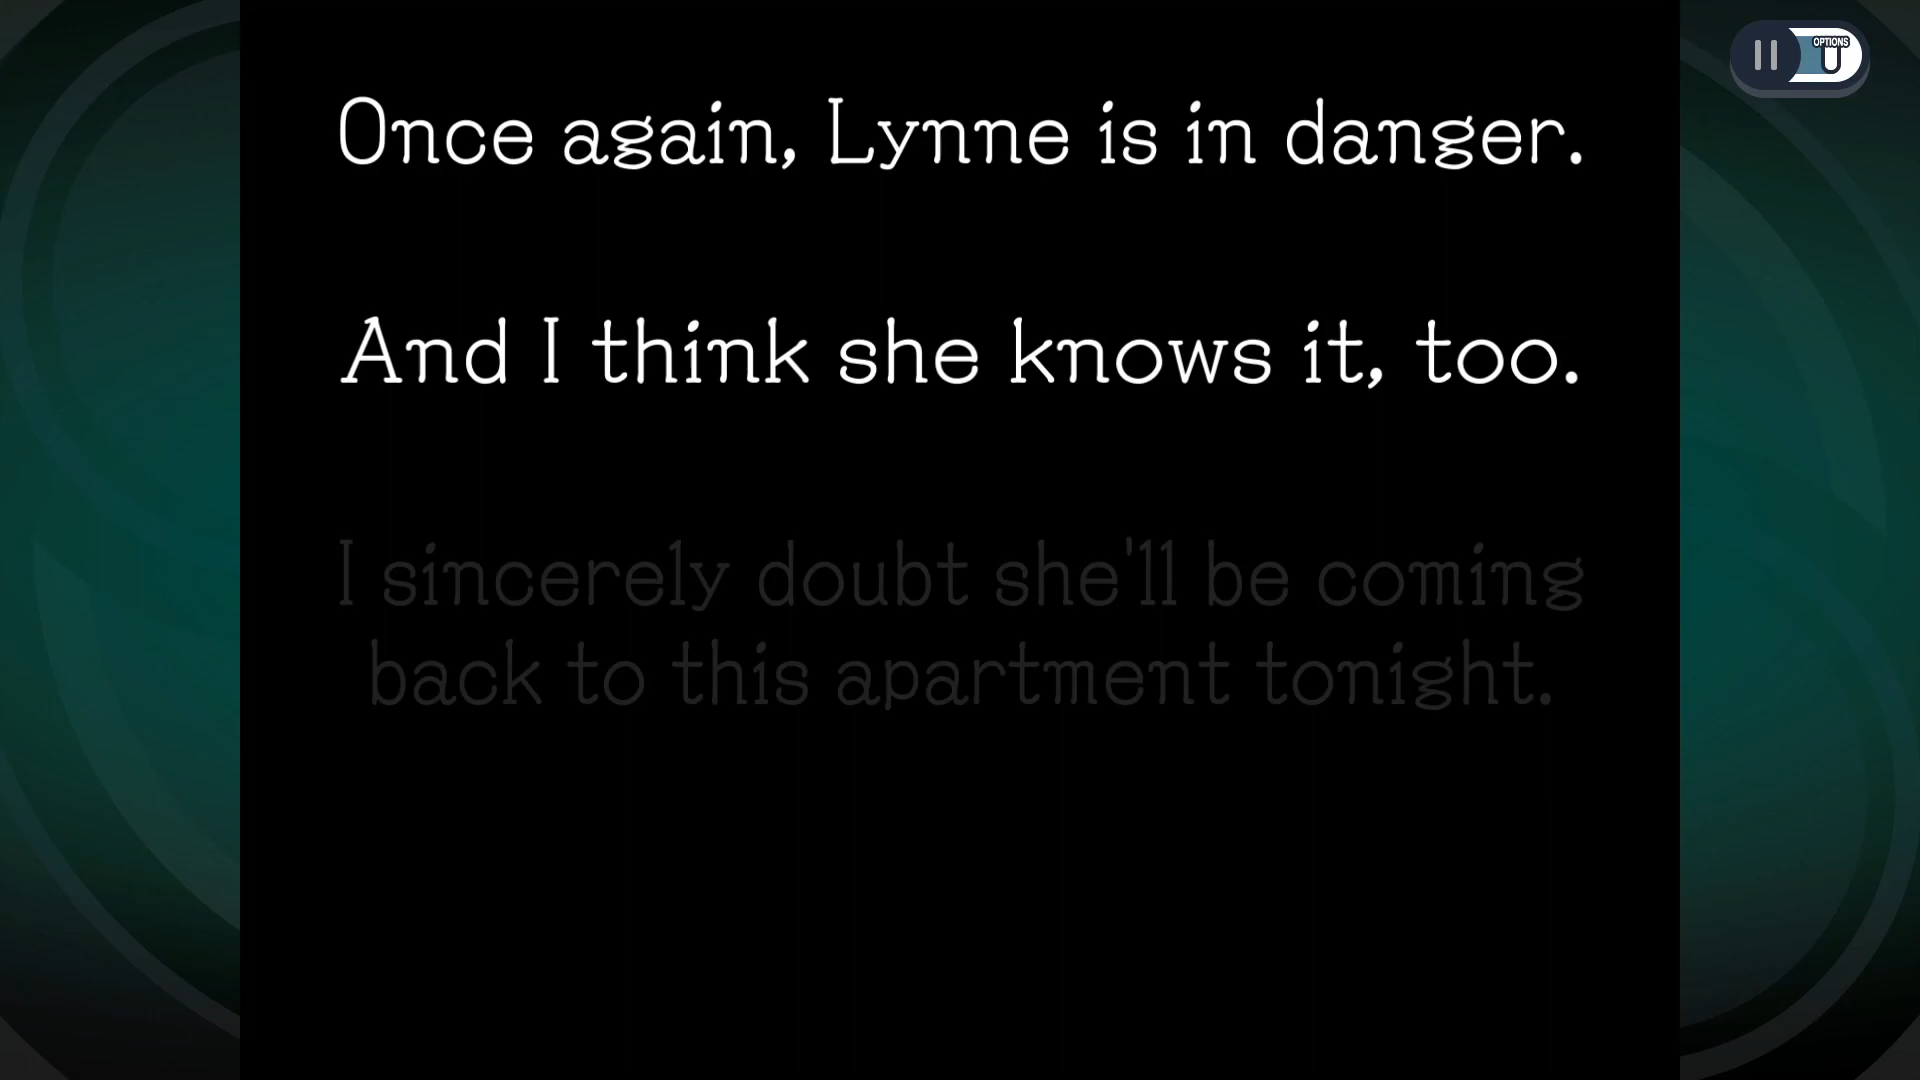 OPTIONS
Once again, Lynne is in danger.
And I think she knows it, too.
I sincerely doubt she'll be coming
back to this apartment tonight.